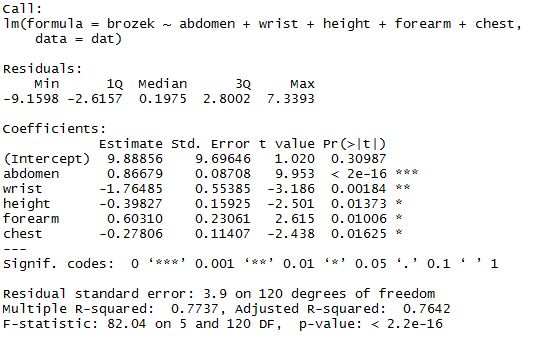 Call:
lm(formula = brozek ~ abdomen + wrist + height + forearm + chest,
    data = dat)
Residuals:
    Min      1Q  Median      3Q     Max
-9.1598 -2.6157  0.1975  2.8002  7.3393
Coefficients:
            Estimate Std. Error t value Pr(>|t|)
(Intercept)  9.88856    9.69646   1.020  0.30987
abdomen      0.86679    0.08708   9.953  < 2e-16 ***
wrist       -1.76485    0.55385  -3.186  0.00184 **
height      -0.39827    0.15925  -2.501  0.01373 *
forearm      0.60310    0.23061   2.615  0.01006 *
chest       -0.27806    0.11407  -2.438  0.01625 *
---
Signif. codes:  0 ‘***’ 0.001 ‘**’ 0.01 ‘*’ 0.05 ‘.’ 0.1 ‘ ’ 1
Residual standard error: 3.9 on 120 degrees of freedom
Multiple R-squared:  0.7737, Adjusted R-squared:  0.7642
F-statistic: 82.04 on 5 and 120 DF,  p-value: < 2.2e-16